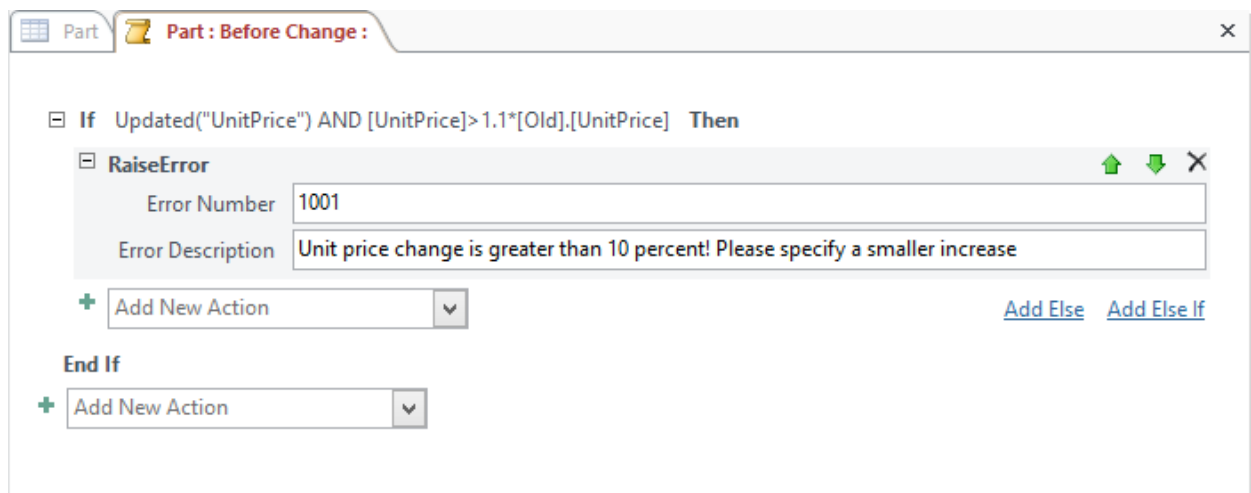 Part Part : Before Change :
If Updated("UnitPrice") AND [UnitPrice]>1.1*[Old].[UnitPrice] Then
RaiseError
Error Number 1001
Error Description Unit price change is greater than 10 percent! Please specify a smaller increase
Add New Action Add Else Add Else If
End If
Add New Action